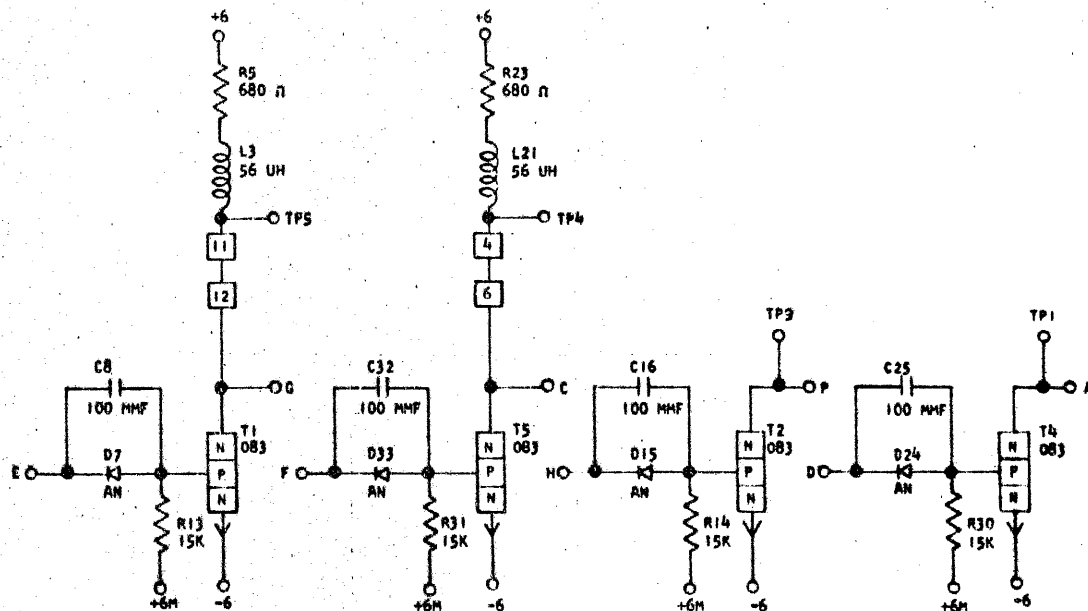 +6
+6
R5
680 Ω
R23
680 Ω
L3
56 UH
L21
56 UH
TP5
TP4
11
4
12
6
TP3
TP1
C8
C32
C16
C25
G
C
P
A
100 MMF
100 MMF
100 MMF
100 MMF
T1
083
T5
083
T2
083
T4
083
N
N
N
N
E
D7
P
F
D33
P
H
D15
P
D
D24
P
AN
AN
AN
AN
N
N
N
N
R13
15K
R31
15K
R14
15K
R30
15K
+6M
-6
+6M
-6
+6M
-6
+6M
-6